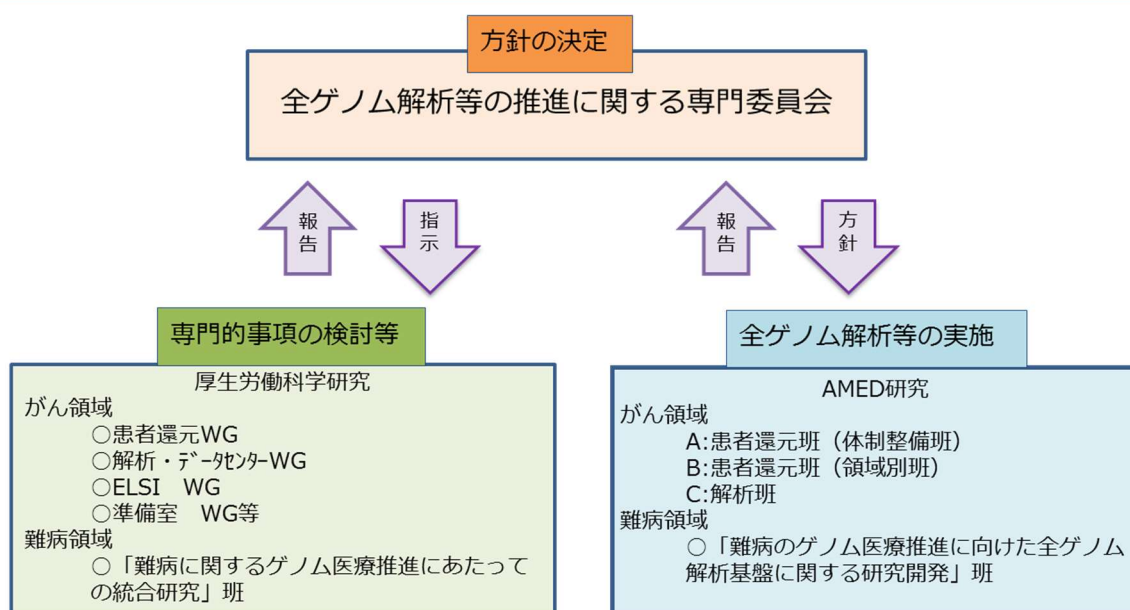 方針の決定
全ゲノム解析等の推進に関する専門委員会
報告
指示
報告
方針
専門的事項の検討等
厚生労働科学研究
がん領域
○患者還元WG
○解析・ﾃﾞｰﾀｾﾝﾀｰWG
○ELSI　WG
○準備室　WG等
難病領域
○「難病に関するゲノム医療推進にあたって
の統合研究」班
全ゲノム解析等の実施
AMED研究
がん領域
A:患者還元班（体制整備班）
B:患者還元班（領域別班）
C:解析班
難病領域
○「難病のゲノム医療推進に向けた全ゲノム
解析基盤に関する研究開発」班